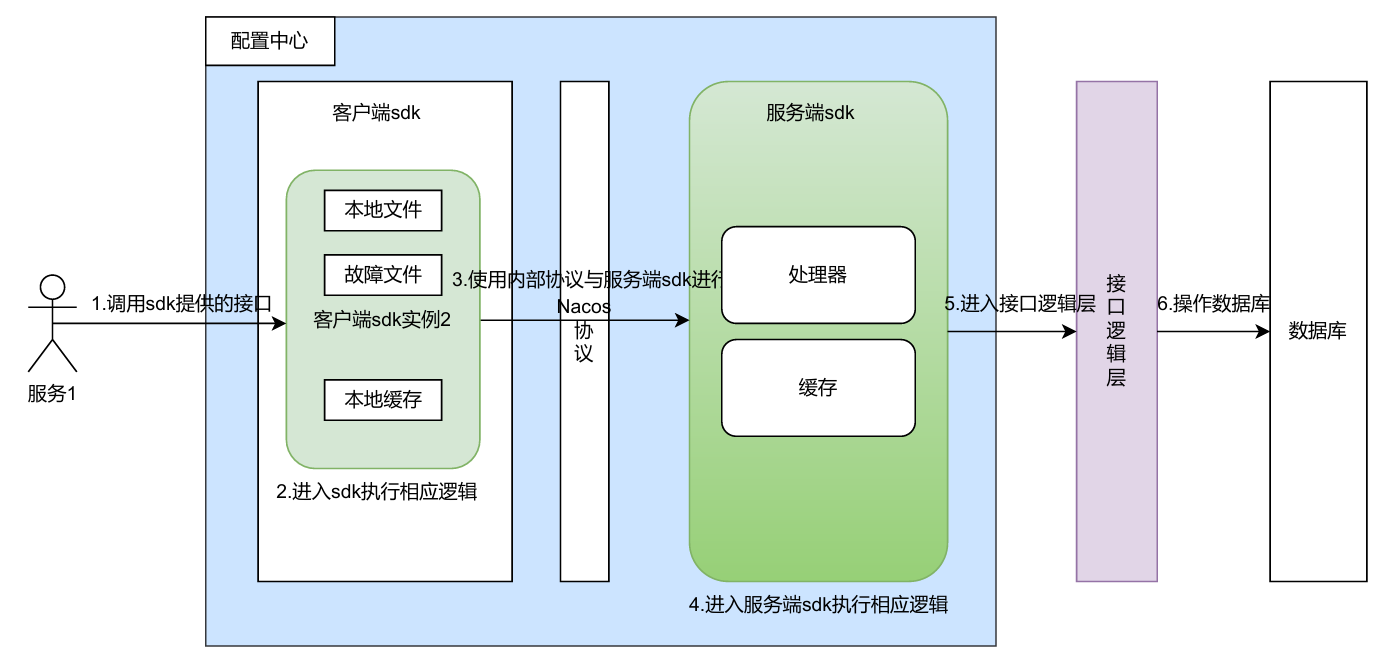 配置中心
客户端sdk
服务端sdk
本地文件
故障文件
处理器
3.使用内部协议与服务端sdk进行
1.调用sdk提供的接口
客户端sdk实例2
Nacos
协
议
5.进入接口逻辑层
接
口
逻
辑
层
6.操作数据库
数据库
服务1
本地缓存
缓存
2.进入sdk执行相应逻辑
4.进入服务端sdk执行相应逻辑